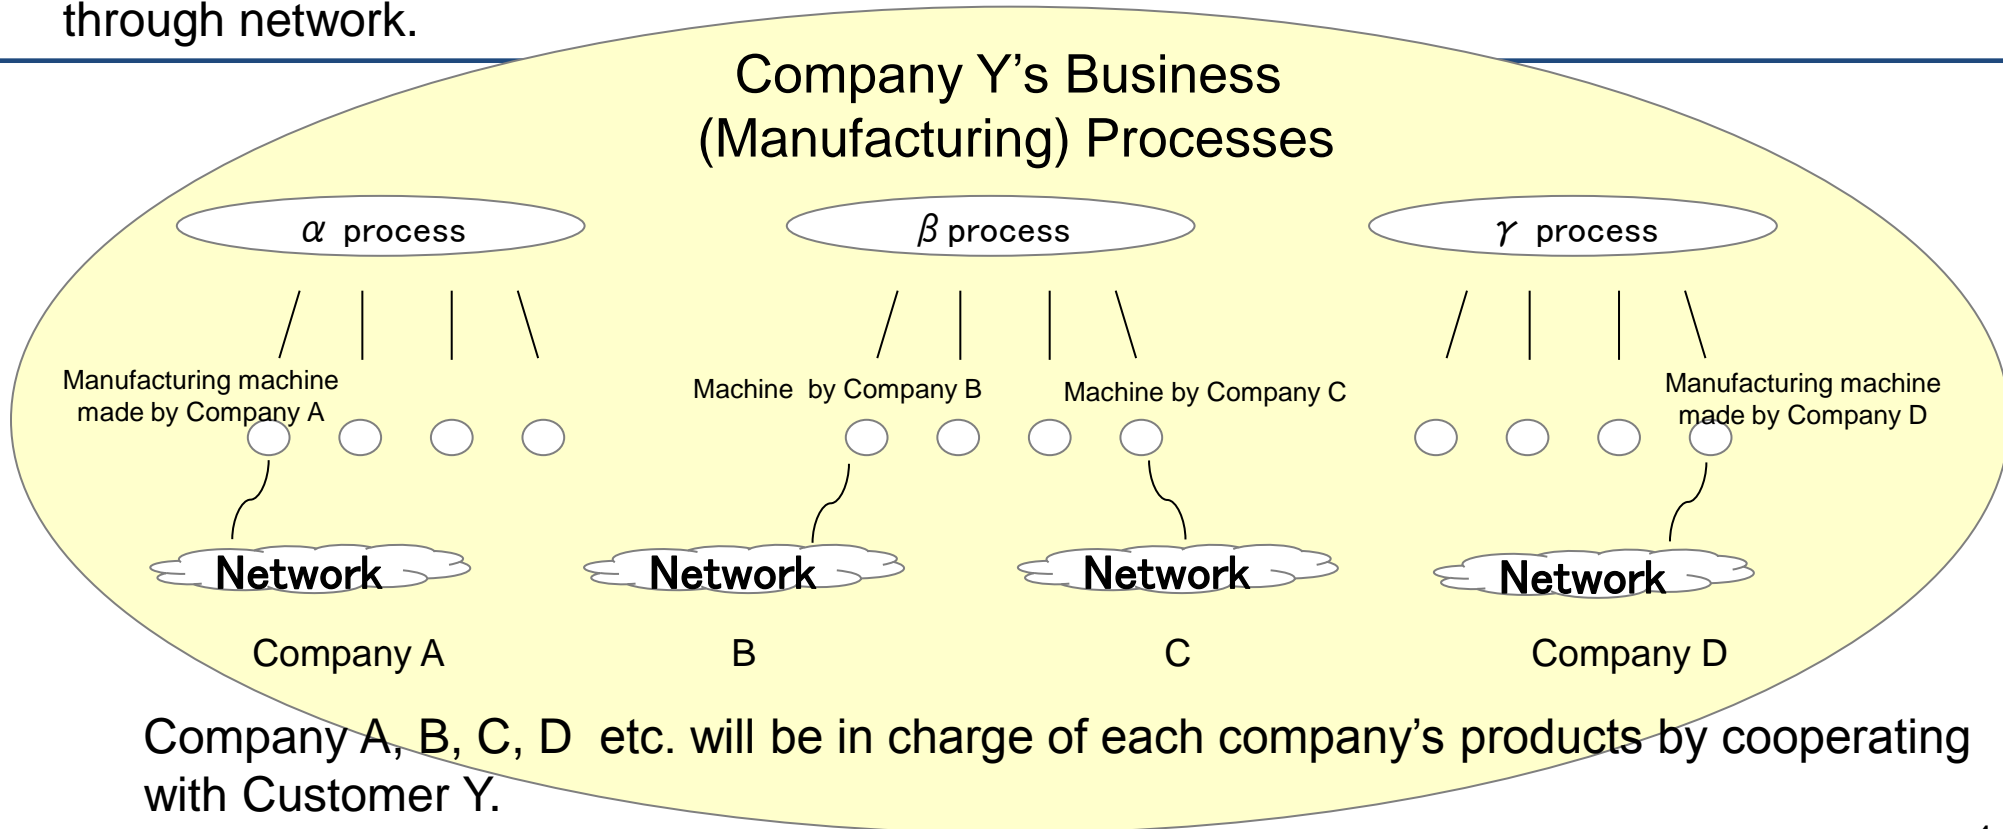 through network.
Company Y’s Business
(Manufacturing) Processes
α process
β process
γ process
Manufacturing machine
made by Company A
Machine by Company B
Machine by Company C
Manufacturing machine
made by Company D
Network
Network
Network
Network
Company A
B
C
Company D
Company A, B, C, D etc. will be in charge of each company’s products by cooperating
with Customer Y.